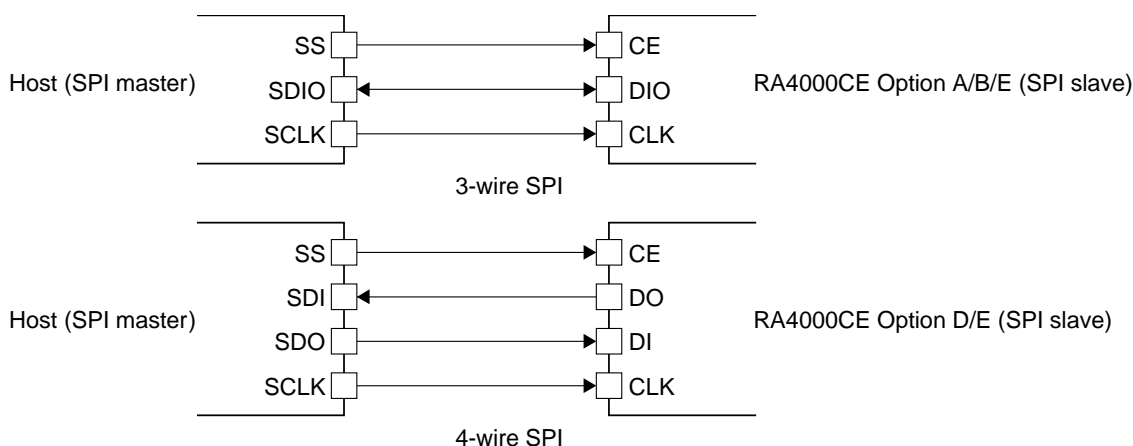 SS CE
Host (SPI master) SDIO DIO RA4000CE Option A/B/E (SPI slave)
SCLK CLK
3-wire SPI
SS CE
SDI DO
Host (SPI master) RA4000CE Option D/E (SPI slave)
SDO DI
SCLK CLK
4-wire SPI